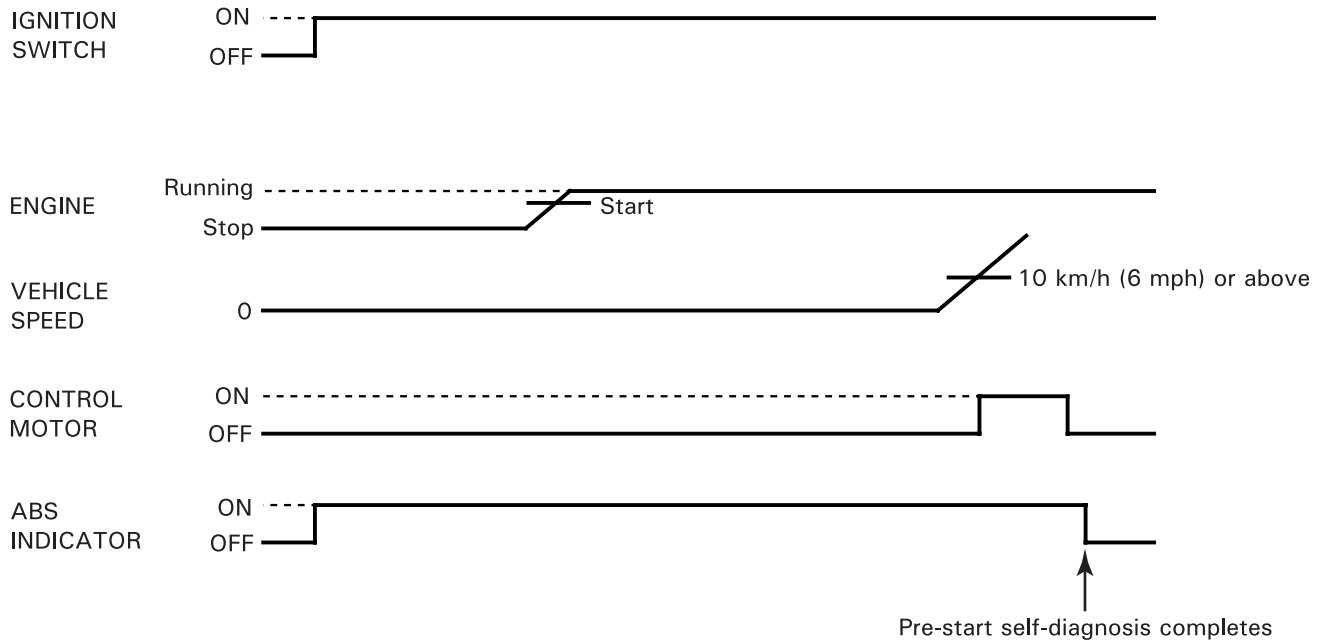 IGNITION
SWITCH
ON
OFF
ENGINE
Running
Stop
Start
VEHICLE
SPEED
0
10 km/h (6 mph) or above
CONTROL
MOTOR
ON
OFF
ABS
INDICATOR
ON
OFF
Pre-start self-diagnosis completes